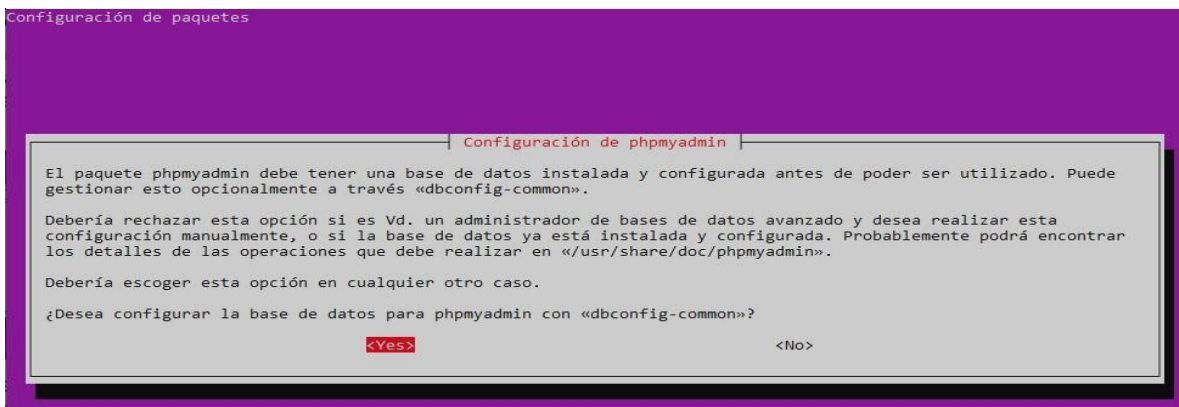 Configuración de paquetes
Configuración de phpmyadmin
El paquete phpmyadmin debe tener una base de datos instalada y configurada antes de poder ser utilizado. Puede
gestionar esto opcionalmente a través «dbconfig-common».
Debería rechazar esta opción si es Vd. un administrador de bases de datos avanzado y desea realizar esta
configuración manualmente, o si la base de datos ya está instalada y configurada. Probablemente podrá encontrar
los detalles de las operaciones que debe realizar en «/usr/share/doc/phpmyadmin».
Debería escoger esta opción en cualquier otro caso.
¿Desea configurar la base de datos para phpmyadmin con «dbconfig-common»?
<Yes> <No>